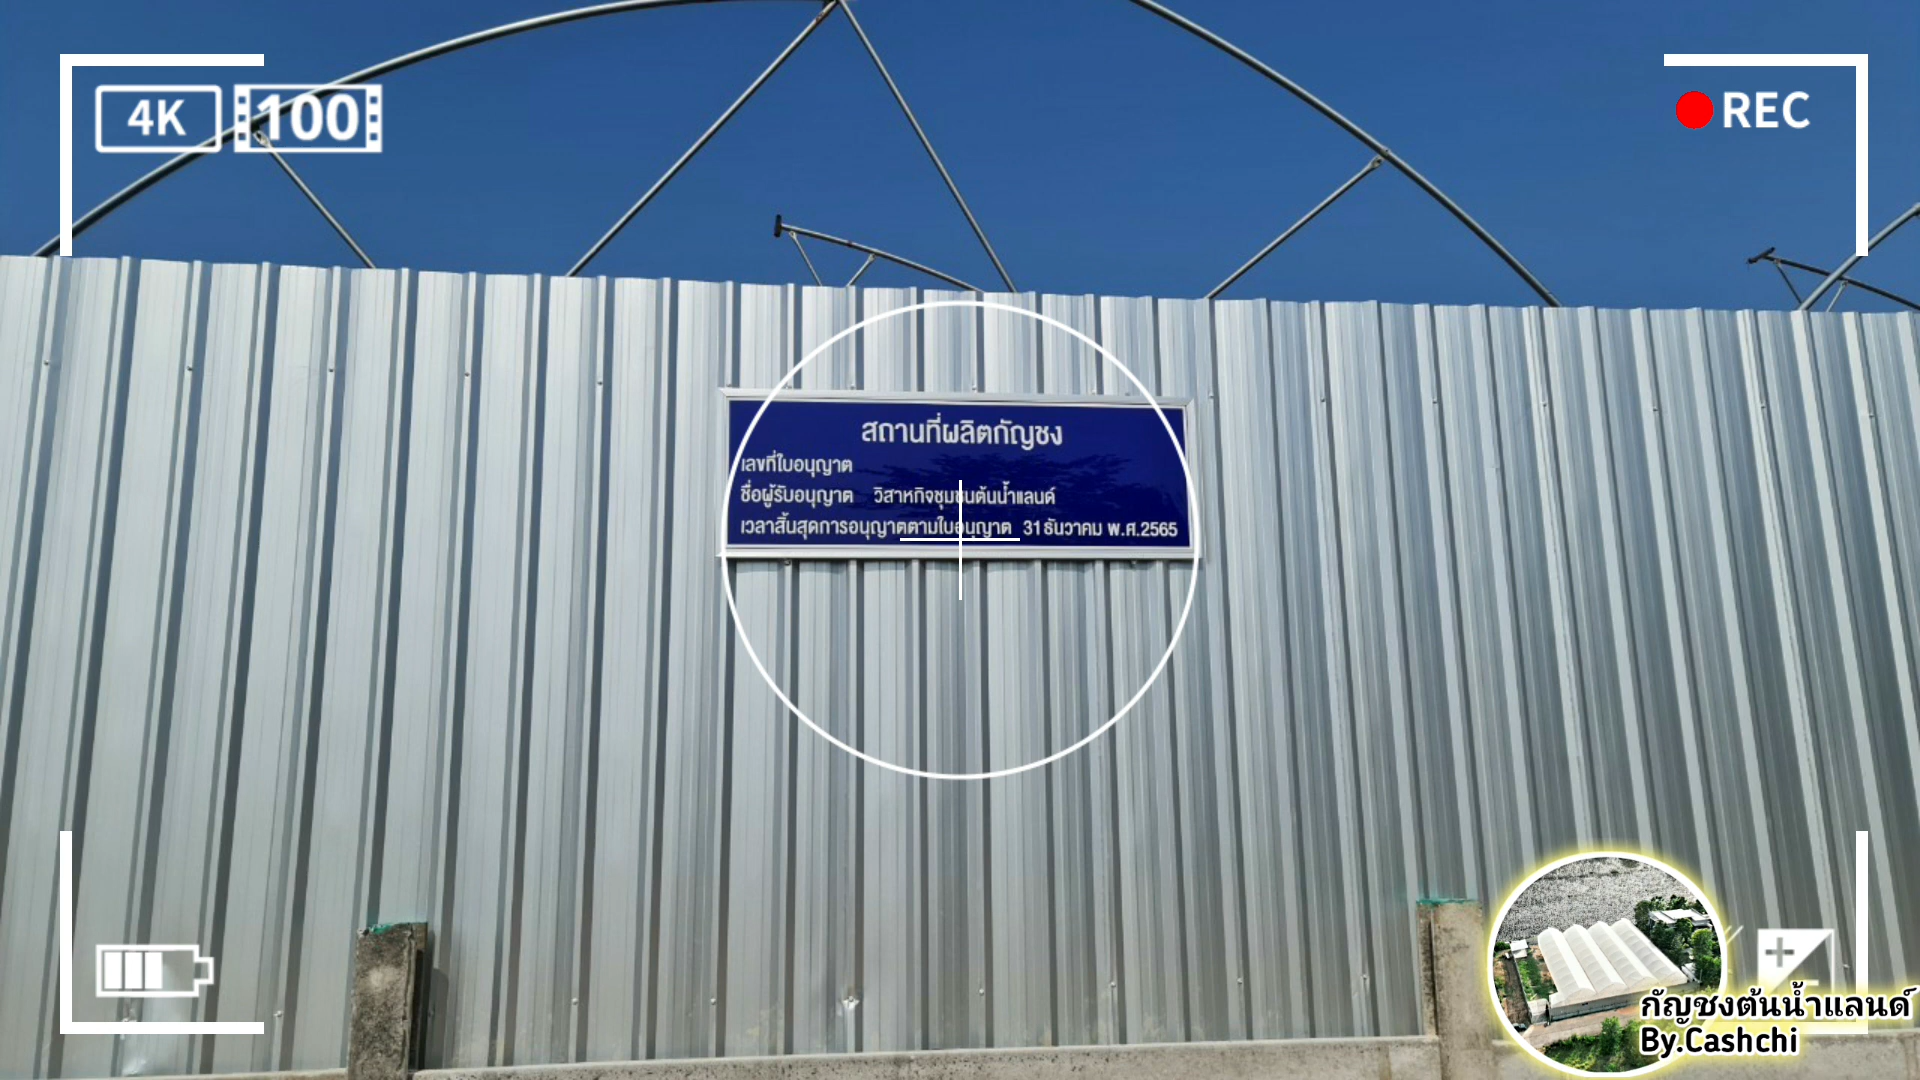 4K
100
REC
สถานที่ผลิตกัญชง
เลขที่ใบอนุญาต
ชื่อผู้รับอนุญาต วิสาหกิจชุมชนต้นน้ำแลนด์
เวลาสิ้นสุดการอนุญาตตามใบอนุญาต 31 ธันวาคม พ.ศ.2565
กัญชงต้นน้ำแลนด์
By.Cashchi